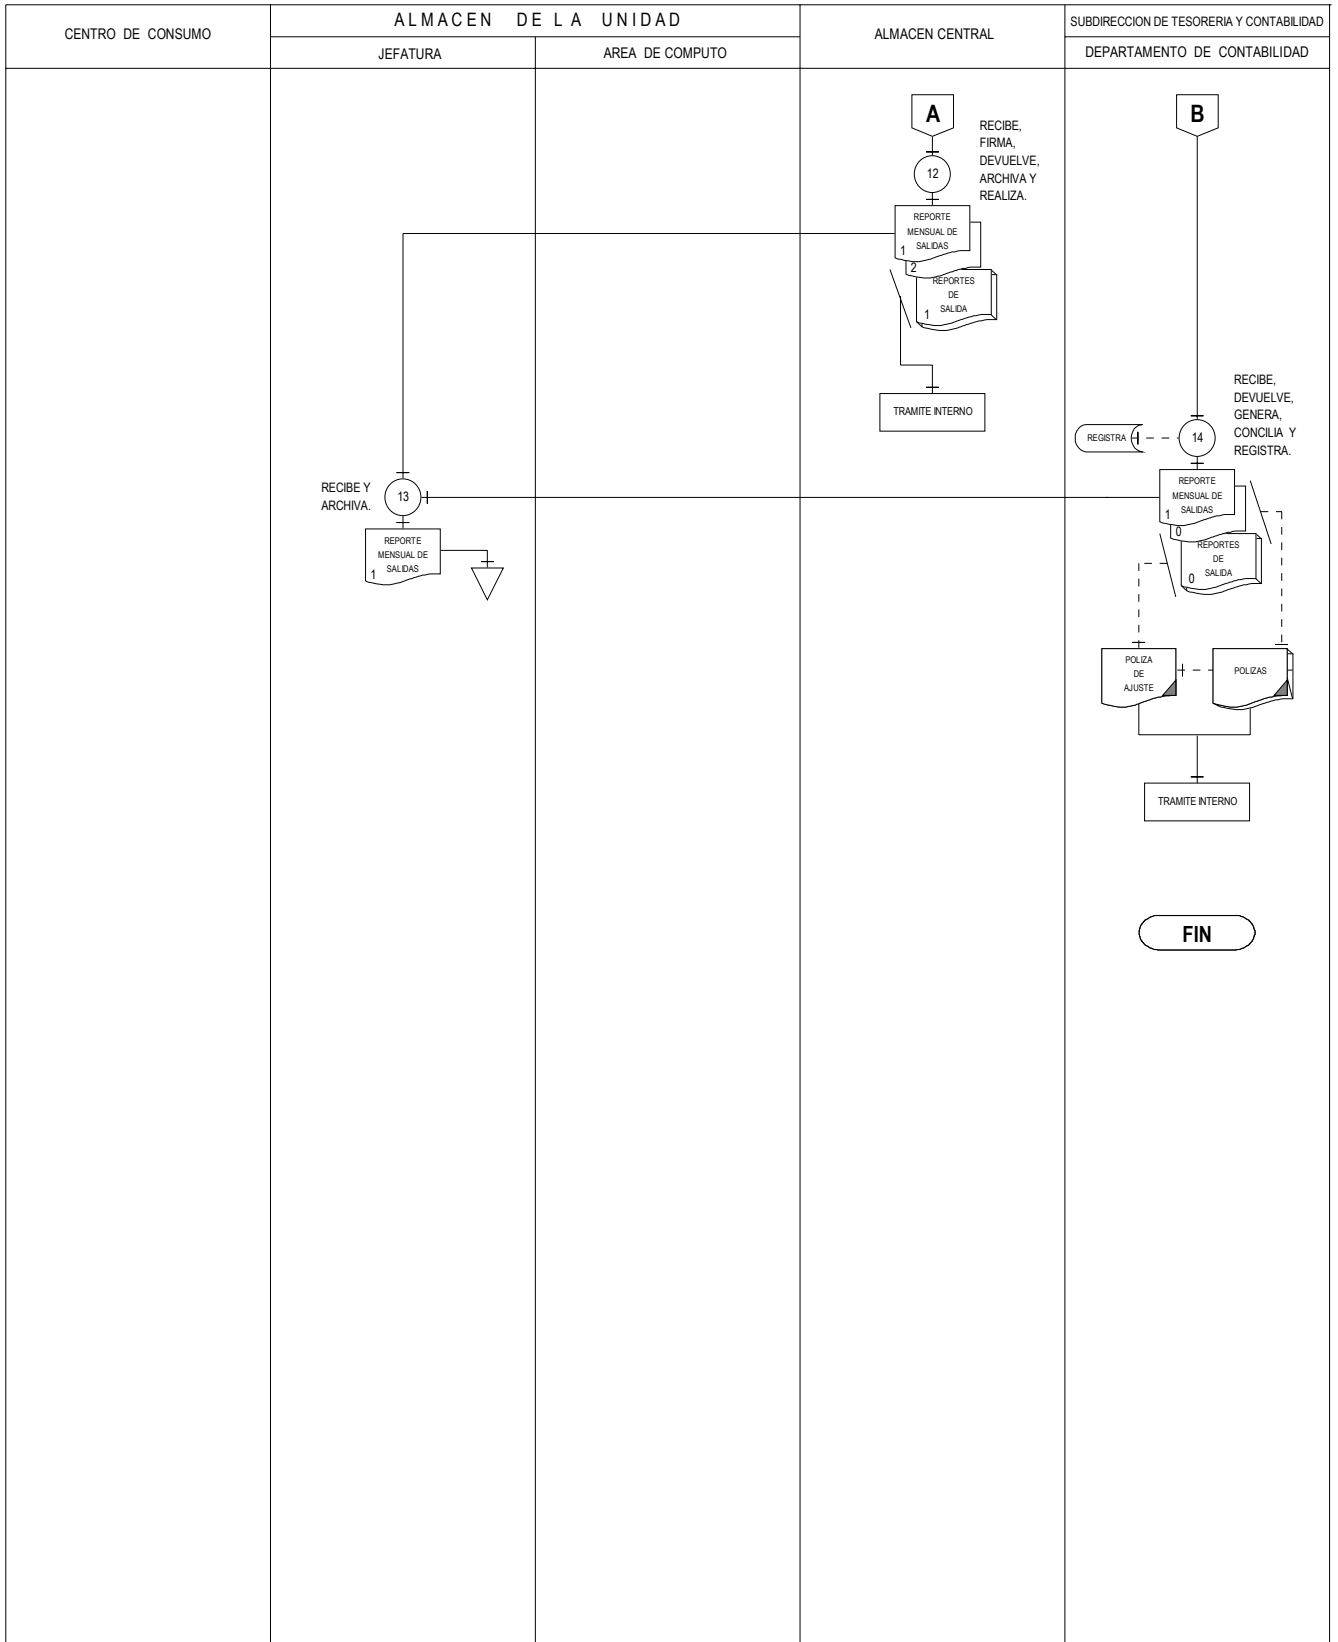 CENTRO DE CONSUMO
ALMACEN DE LA UNIDAD
JEFATURA
AREA DE COMPUTO
ALMACEN CENTRAL
SUBDIRECCION DE TESORERIA Y CONTABILIDAD
DEPARTAMENTO DE CONTABILIDAD
A
RECIBE,
FIRMA,
DEVUELVE,
ARCHIVA Y
REALIZA.
12
REPORTE
MENSUAL DE
SALIDAS
1
2
REPORTES
DE
SALIDA
1
TRAMITE INTERNO
B
RECIBE,
DEVUELVE,
GENERA,
CONCILIA Y
REGISTRA.
REGISTRA
14
RECIBE Y
ARCHIVA.
13
REPORTE
MENSUAL DE
SALIDAS
1
REPORTE
MENSUAL DE
SALIDAS
1
0
REPORTES
DE
SALIDA
0
POLIZA
DE
AJUSTE
POLIZAS
TRAMITE INTERNO
FIN